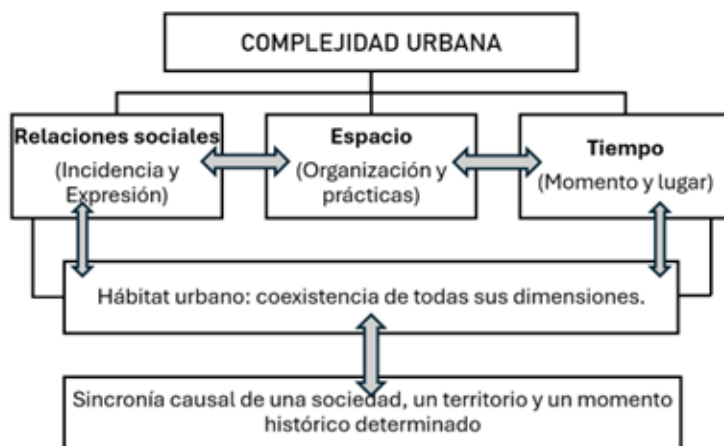 COMPLEJIDAD URBANA
Relaciones sociales
(Incidencia y
Expresión)
Espacio
(Organización y
prácticas)
Tiempo
(Momento y lugar)
Hábitat urbano: coexistencia de todas sus dimensiones.
Sincronía causal de una sociedad, un territorio y un momento
histórico determinado